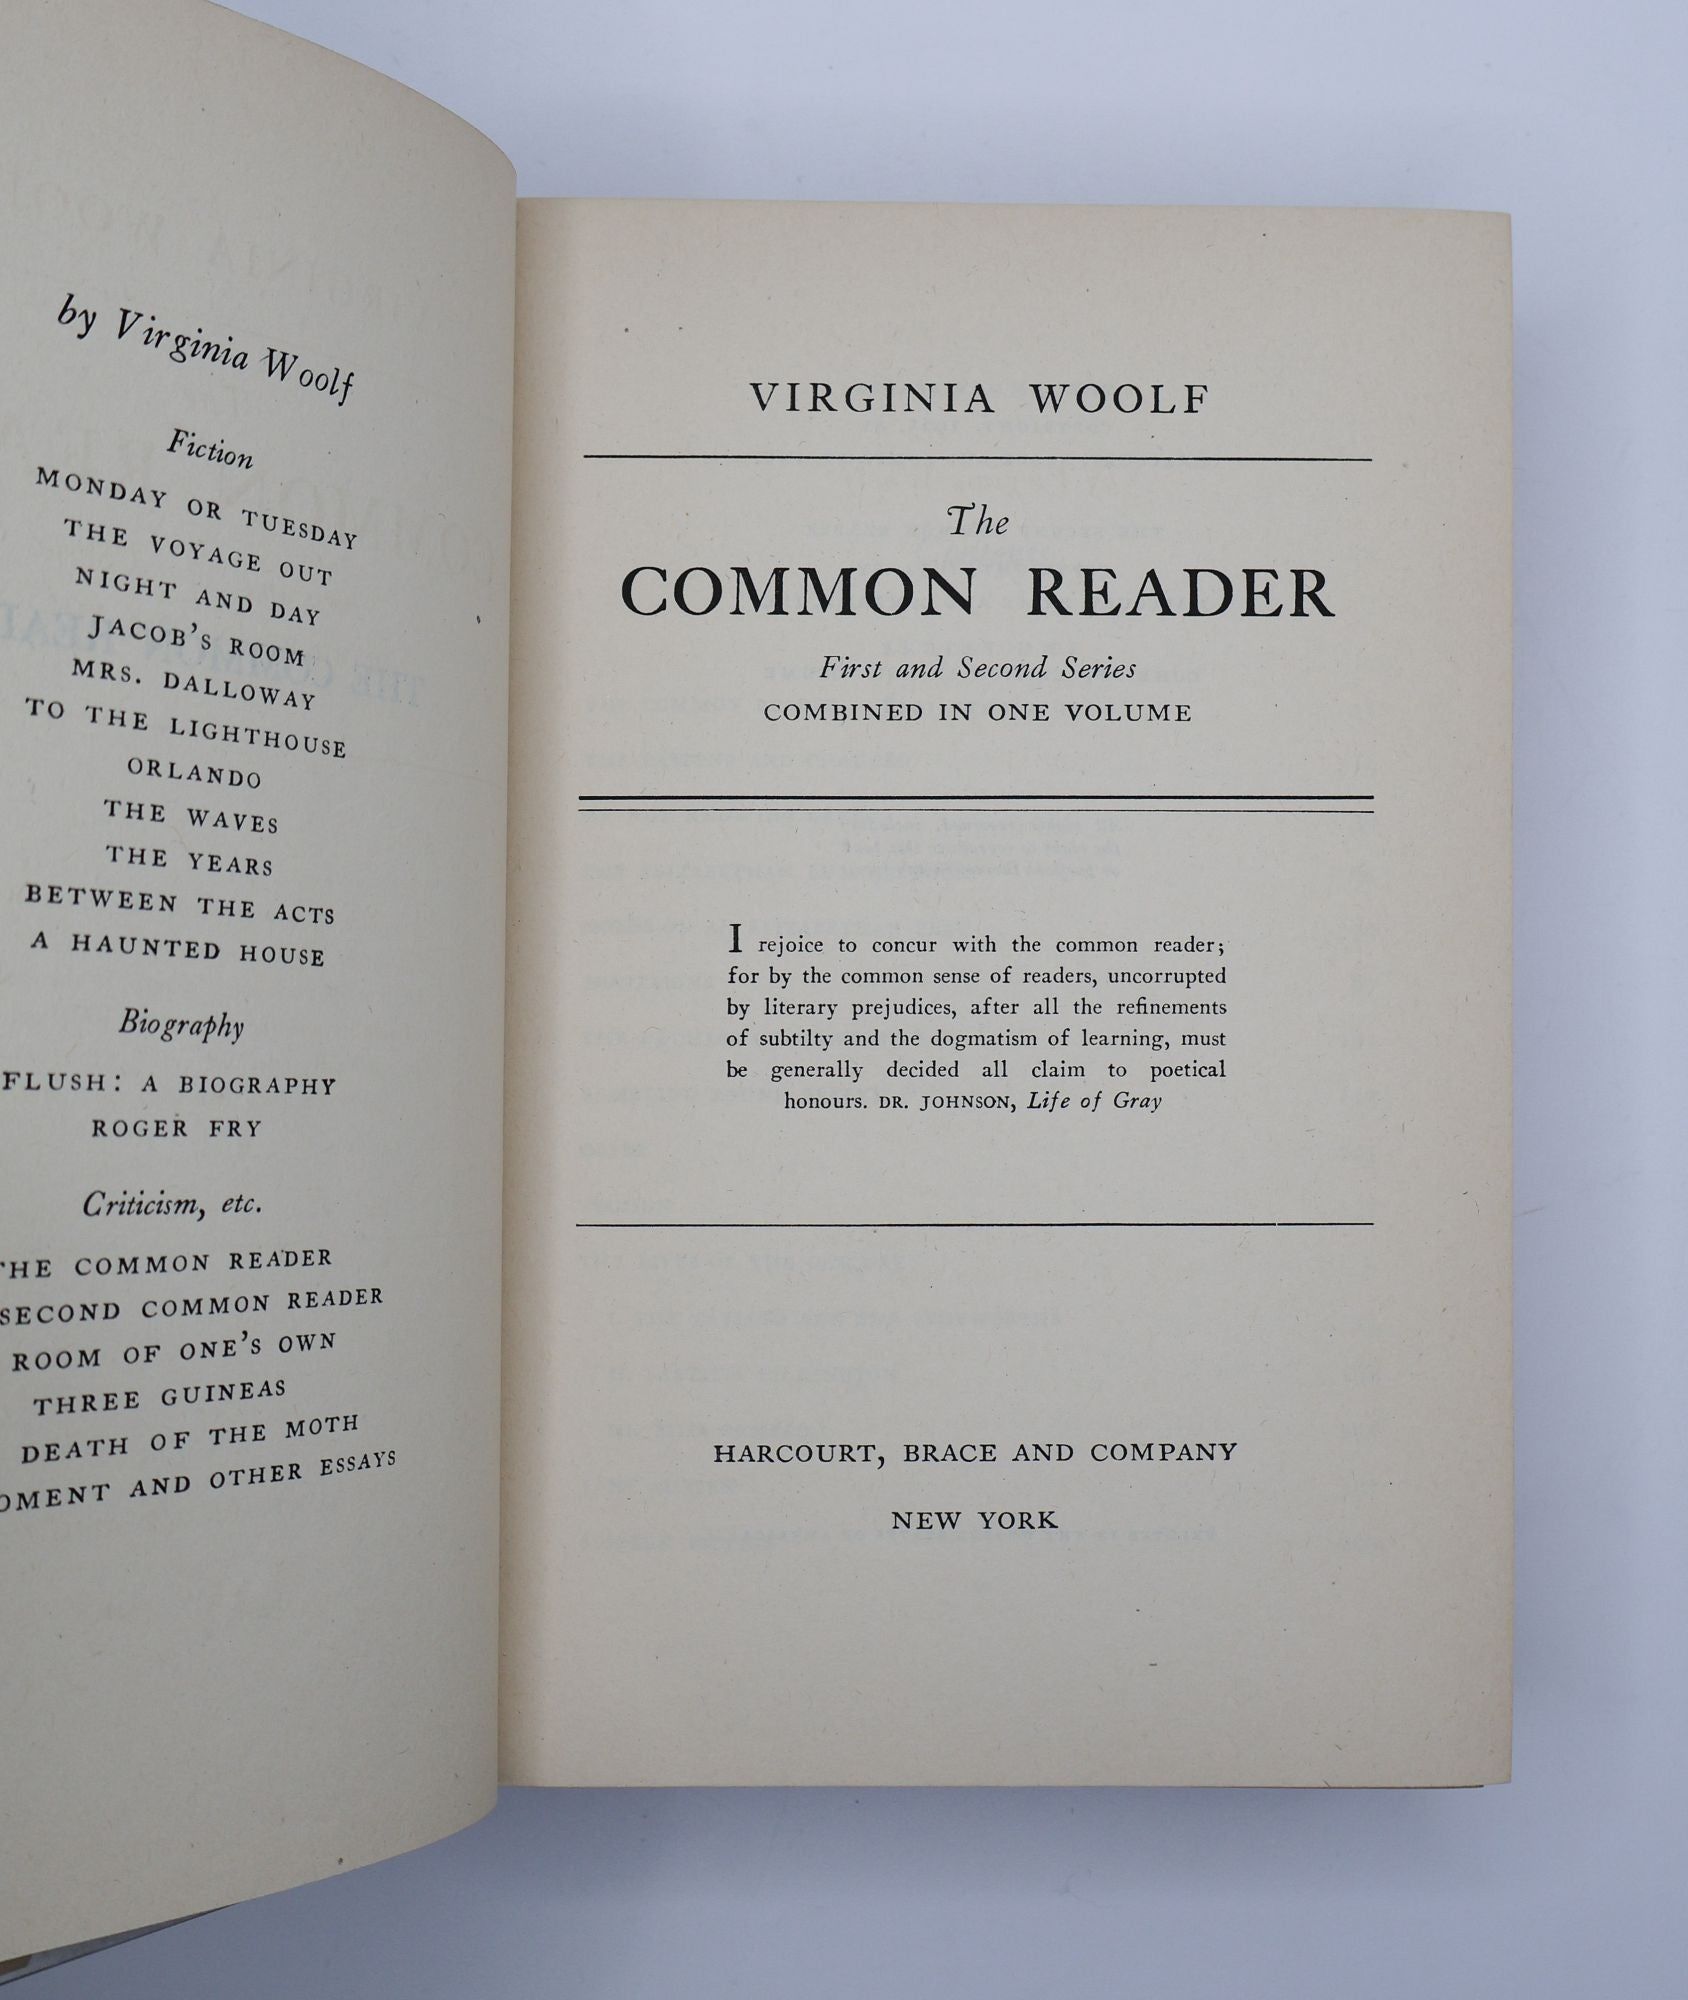 by Virginia Woolf
Fiction
MONDAY OR TUESDAY
THE VOYAGE OUT
NIGHT AND DAY
JACOB'S ROOM
MRS. DALLOWAY
TO THE LIGHTHOUSE
ORLANDO
THE WAVES
THE YEARS
BETWEEN THE ACTS
A HAUNTED HOUSE
Biography
FLUSH: A BIOGRAPHY
ROGER FRY
Criticism, etc.
THE COMMON READER
SECOND COMMON READER
ROOM OF ONE'S OWN
THREE GUINEAS
DEATH OF THE MOTH
OMENT AND OTHER ESSAYS
VIRGINIA WOOLF
The
COMMON READER
First and Second Series
COMBINED IN ONE VOLUME
I rejoice to concur with the common reader;
for by the common sense of readers, uncorrupted
by literary prejudices, after all the refinements
of subtilty and the dogmatism of learning, must
be generally decided all claim to poetical
honours. DR. JOHNSON, Life of Gray
HARCOURT, BRACE AND COMPANY
NEW YORK